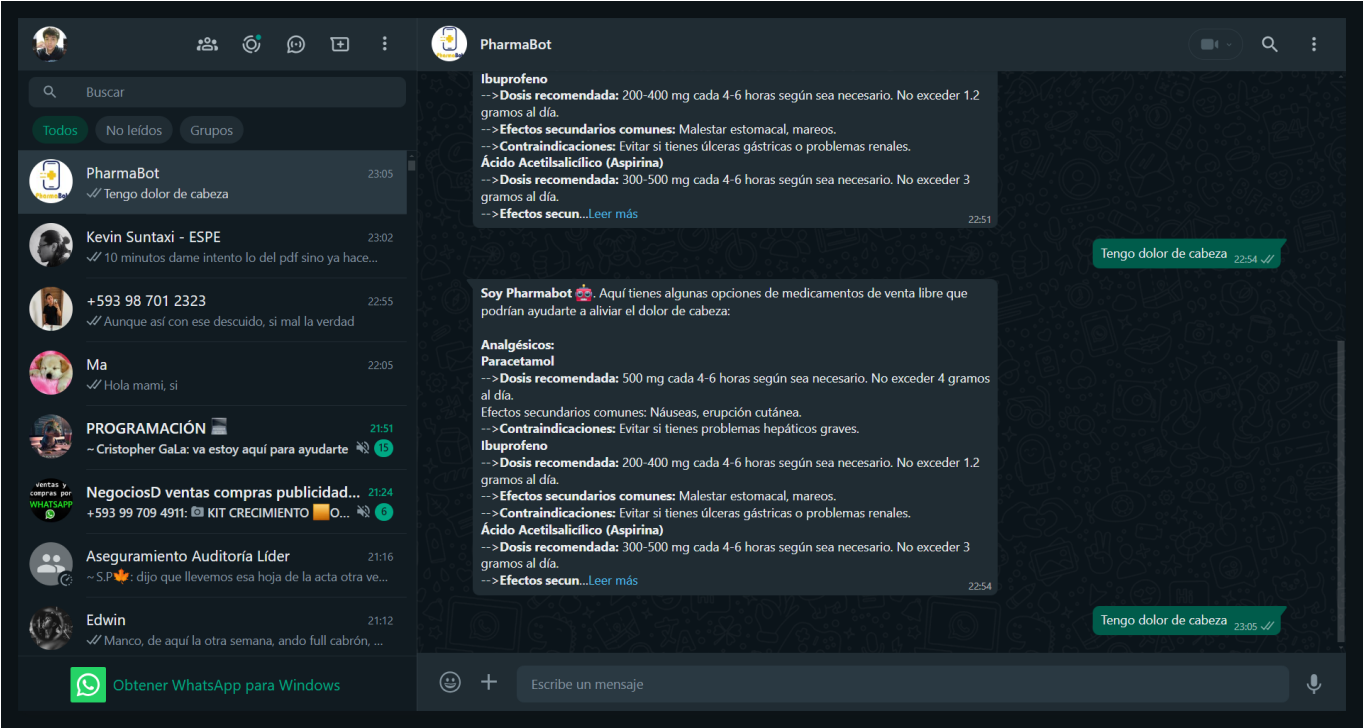 PharmaBot
Buscar
Todos
No leídos
Grupos
PharmaBot
23:05
Tengo dolor de cabeza
Kevin Suntaxi - ESPE
23:02
10 minutos dame intento lo del pdf sino ya hace...
+593 98 701 2323
22:55
Aunque así con ese descuido, si mal la verdad
Ma
22:05
Hola mami, si
PROGRAMACIÓN
21:51
~ Cristopher GaLa: va estoy aquí para ayudarte
15
ventas y
compras por
WHATSAPP
NegociosD ventas compras publicidad...
21:24
+593 99 709 4911: KIT CRECIMIENTO O...
6
Aseguramiento Auditoría Líder
21:16
~ S.P🍁: dijo que llevemos esa hoja de la acta otra ve...
Edwin
21:12
Manco, de aquí la otra semana, ando full cabrón, ...
Obtener WhatsApp para Windows
Ibuprofeno
-->Dosis recomendada: 200-400 mg cada 4-6 horas según sea necesario. No exceder 1.2
gramos al día.
-->Efectos secundarios comunes: Malestar estomacal, mareos.
-->Contraindicaciones: Evitar si tienes úlceras gástricas o problemas renales.
Ácido Acetilsalicílico (Aspirina)
-->Dosis recomendada: 300-500 mg cada 4-6 horas según sea necesario. No exceder 3
gramos al día.
-->Efectos secun...Leer más
22:51
Tengo dolor de cabeza 22:54
Soy Pharmabot 🤖. Aquí tienes algunas opciones de medicamentos de venta libre que
podrían ayudarte a aliviar el dolor de cabeza:
Analgésicos:
Paracetamol
-->Dosis recomendada: 500 mg cada 4-6 horas según sea necesario. No exceder 4 gramos
al día.
Efectos secundarios comunes: Náuseas, erupción cutánea.
-->Contraindicaciones: Evitar si tienes problemas hepáticos graves.
Ibuprofeno
-->Dosis recomendada: 200-400 mg cada 4-6 horas según sea necesario. No exceder 1.2
gramos al día.
-->Efectos secundarios comunes: Malestar estomacal, mareos.
-->Contraindicaciones: Evitar si tienes úlceras gástricas o problemas renales.
Ácido Acetilsalicílico (Aspirina)
-->Dosis recomendada: 300-500 mg cada 4-6 horas según sea necesario. No exceder 3
gramos al día.
-->Efectos secun...Leer más
22:54
Tengo dolor de cabeza 23:05
Escribe un mensaje